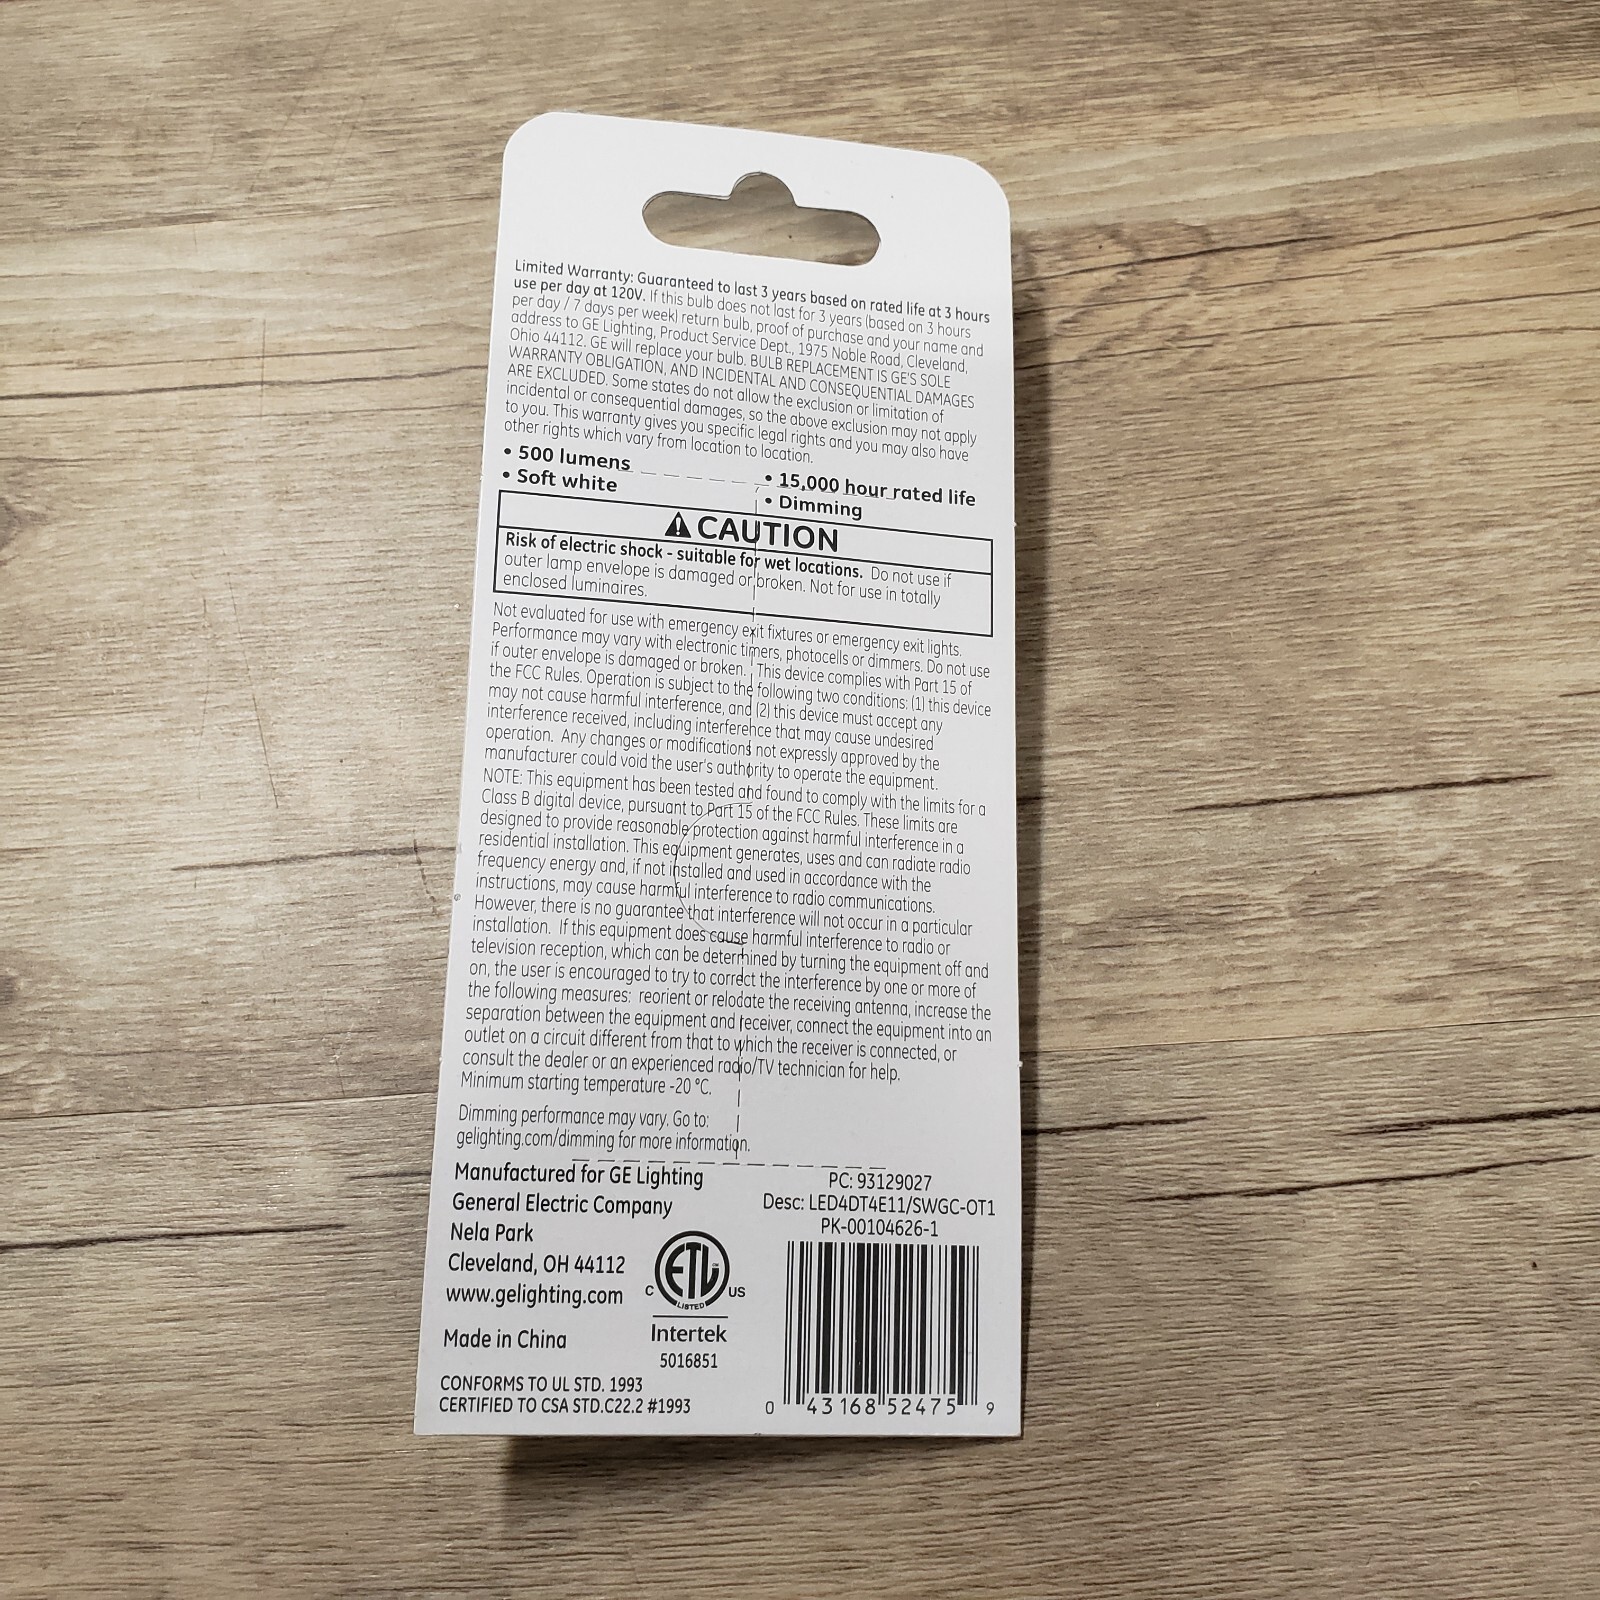 Limited Warranty: Guaranteed to last 3 years based on rated life at 3 hours
use per day at 120V. If this bulb does not last for 3 years (based on 3 hours
per day / 7 days per week) return bulb, proof of purchase and your name and
address to GE Lighting, Product Service Dept., 1975 Noble Road, Cleveland,
Ohio 44112. GE will replace your bulb. BULB REPLACEMENT IS GE'S SOLE
WARRANTY OBLIGATION, AND INCIDENTAL AND CONSEQUENTIAL DAMAGES
ARE EXCLUDED. Some states do not allow the exclusion or limitation of
incidental or consequential damages, so the above exclusion may not apply
to you. This warranty gives you specific legal rights and you may also have
other rights which vary from location to location.
• 500 lumens
• Soft white
• 15,000 hour rated life
• Dimming
CAUTION
Risk of electric shock - suitable for wet locations. Do not use if
outer lamp envelope is damaged or broken. Not for use in totally
enclosed luminaires.
Not evaluated for use with emergency exit fixtures or emergency exit lights.
Performance may vary with electronic timers, photocells or dimmers. Do not use
if outer envelope is damaged or broken. This device complies with Part 15 of
the FCC Rules. Operation is subject to the following two conditions: (1) this device
may not cause harmful interference, and (2) this device must accept any
interference received, including interference that may cause undesired
operation. Any changes or modifications not expressly approved by the
manufacturer could void the user's authority to operate the equipment.
NOTE: This equipment has been tested and found to comply with the limits for a
Class B digital device, pursuant to Part 15 of the FCC Rules. These limits are
designed to provide reasonable protection against harmful interference in a
residential installation. This equipment generates, uses and can radiate radio
frequency energy and, if not installed and used in accordance with the
instructions, may cause harmful interference to radio communications.
However, there is no guarantee that interference will not occur in a particular
installation. If this equipment does cause harmful interference to radio or
television reception, which can be determined by turning the equipment off and
on, the user is encouraged to try to correct the interference by one or more of
the following measures: reorient or relocate the receiving antenna, increase the
separation between the equipment and receiver, connect the equipment into an
outlet on a circuit different from that to which the receiver is connected, or
consult the dealer or an experienced radio/TV technician for help.
Minimum starting temperature -20 °C.
Dimming performance may vary. Go to:
gelighting.com/dimming for more information.
Manufactured for GE Lighting
General Electric Company
Nela Park
Cleveland, OH 44112
www.gelighting.com
Made in China
CONFORMS TO UL STD. 1993
CERTIFIED TO CSA STD.C22.2 #1993
ETL
LISTED
C US
Intertek
5016851
PC: 93129027
Desc: LED4DT4E11/SWGC-OT1
PK-00104626-1
0 43168 52475 9